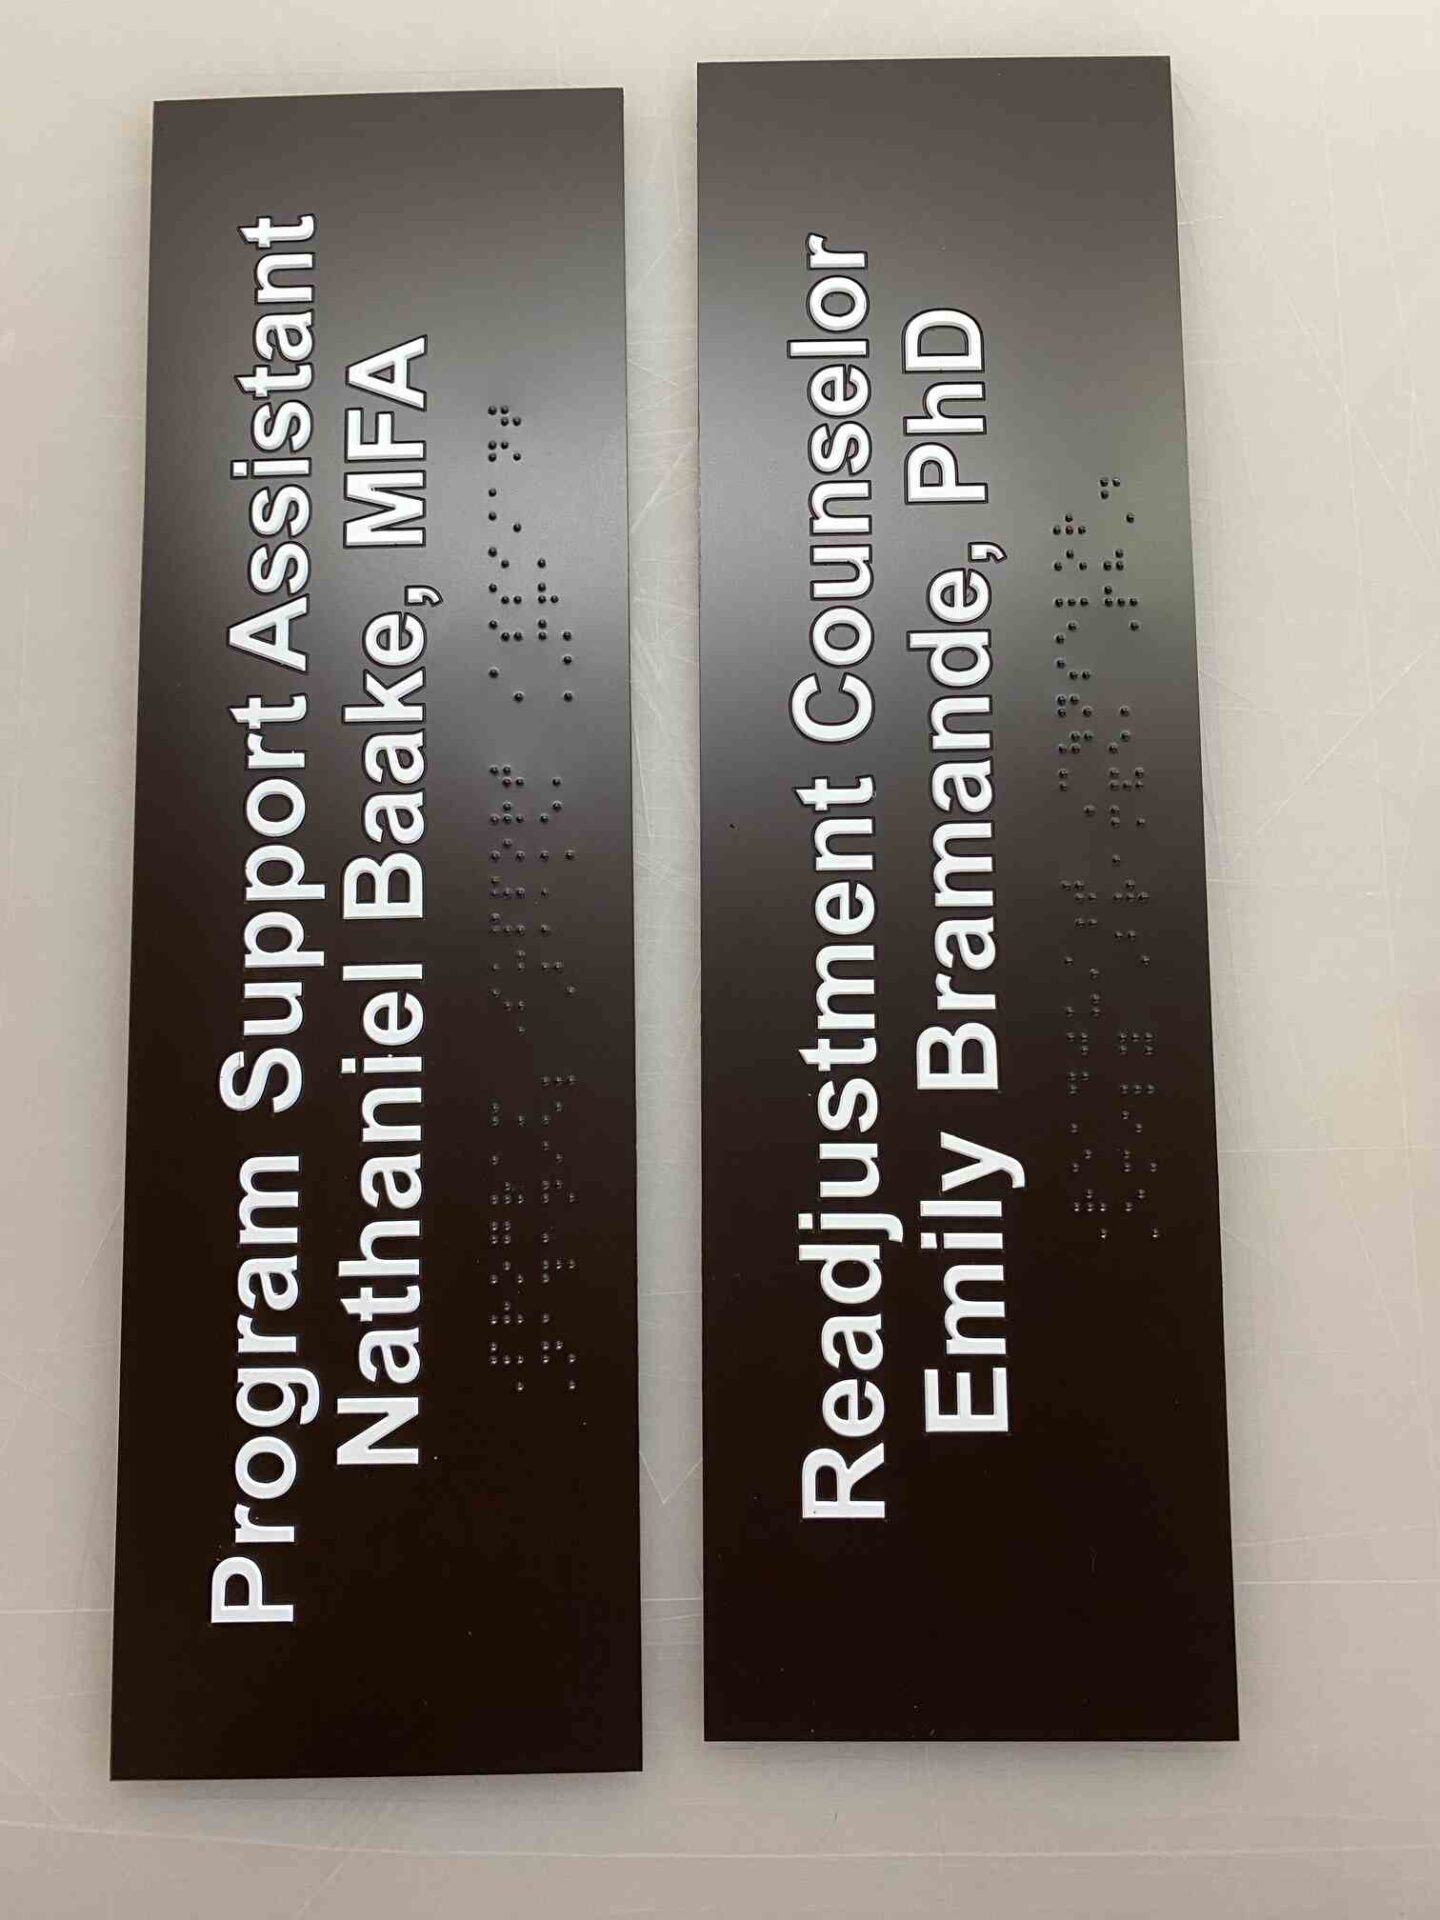 Program Support Assistant
Nathaniel Baake, MFA
Readjustment Counselor
Emily Bramande, PhD